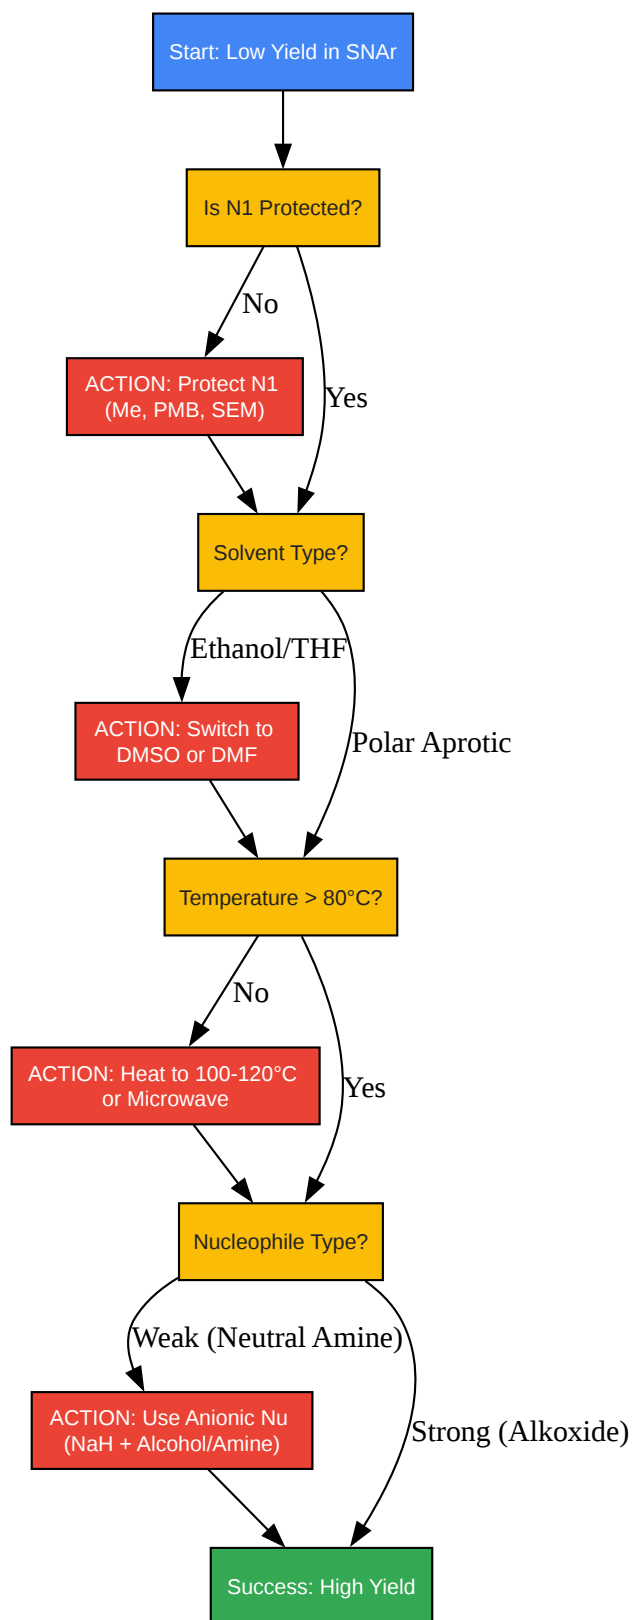 Start: Low Yield in SNAr
Is N1 Protected?
No
ACTION: Protect N1
(Me, PMB, SEM)
Yes
Solvent Type?
Ethanol/THF
ACTION: Switch to
DMSO or DMF
Polar Aprotic
Temperature > 80°C?
No
ACTION: Heat to 100-120°C
or Microwave
Yes
Nucleophile Type?
Weak (Neutral Amine)
ACTION: Use Anionic Nu
(NaH + Alcohol/Amine)
Strong (Alkoxide)
Success: High Yield